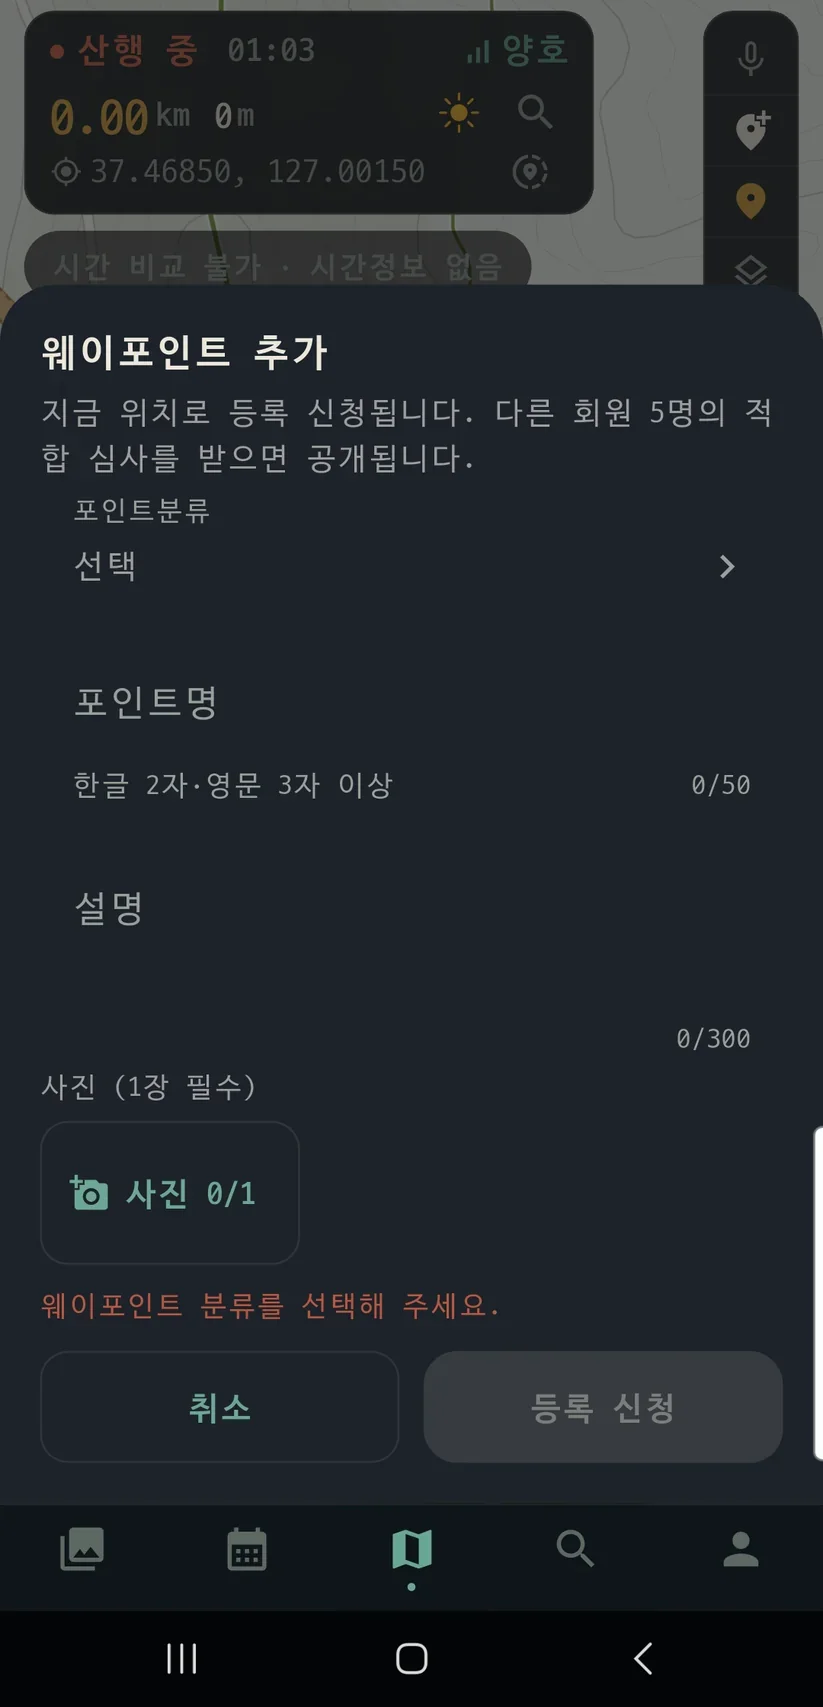 산행 중 01:03 양호
0.00km 0m
37.46850, 127.00150
시간 비교 불가 · 시간정보 없음
웨이포인트 추가
지금 위치로 등록 신청됩니다. 다른 회원 5명의 적
합 심사를 받으면 공개됩니다.
포인트분류
선택
포인트명
한글 2자·영문 3자 이상 0/50
설명
0/300
사진 (1장 필수)
사진 0/1
웨이포인트 분류를 선택해 주세요.
취소 등록 신청